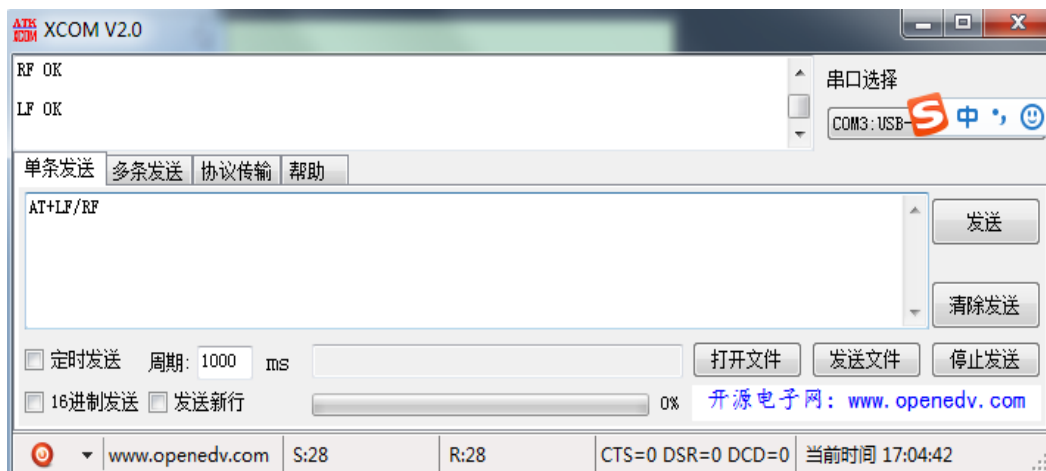 ATK
XCOM
XCOM V2.0
RF OK
LF OK
串口选择
COM3:USB-
中
单条发送 多条发送 协议传输 帮助
AT+LF/RF
发送
清除发送
定时发送 周期: 1000 ms
打开文件 发送文件 停止发送
16进制发送 发送新行
0%
开源电子网: www.openedv.com
www.openedv.com S:28 R:28 CTS=0 DSR=0 DCD=0 当前时间 17:04:42